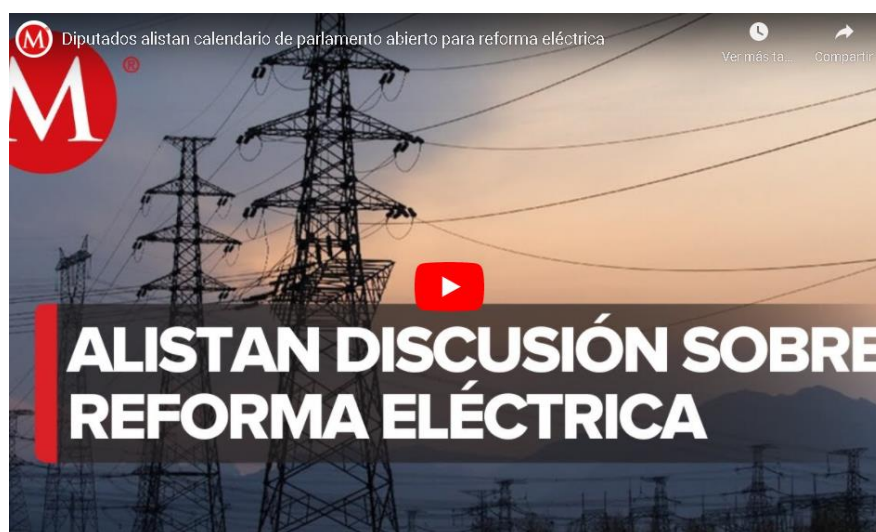 M
Diputados alistan calendario de parlamento abierto para reforma eléctrica
Ver más ta...
Compartir
M®
ALISTAN DISCUSIÓN SOBRE
REFORMA ELÉCTRICA